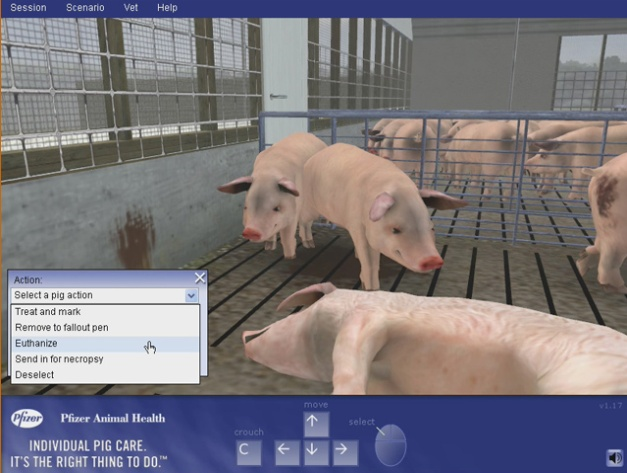 Session Scenario Vet Help
Action:
Select a pig action
Treat and mark
Remove to fallout pen
Euthanize
Send in for necropsy
Deselect
move
v1.17
select
crouch
C
Pfizer Pfizer Animal Health
INDIVIDUAL PIG CARE.
IT'S THE RIGHT THING TO DO.™